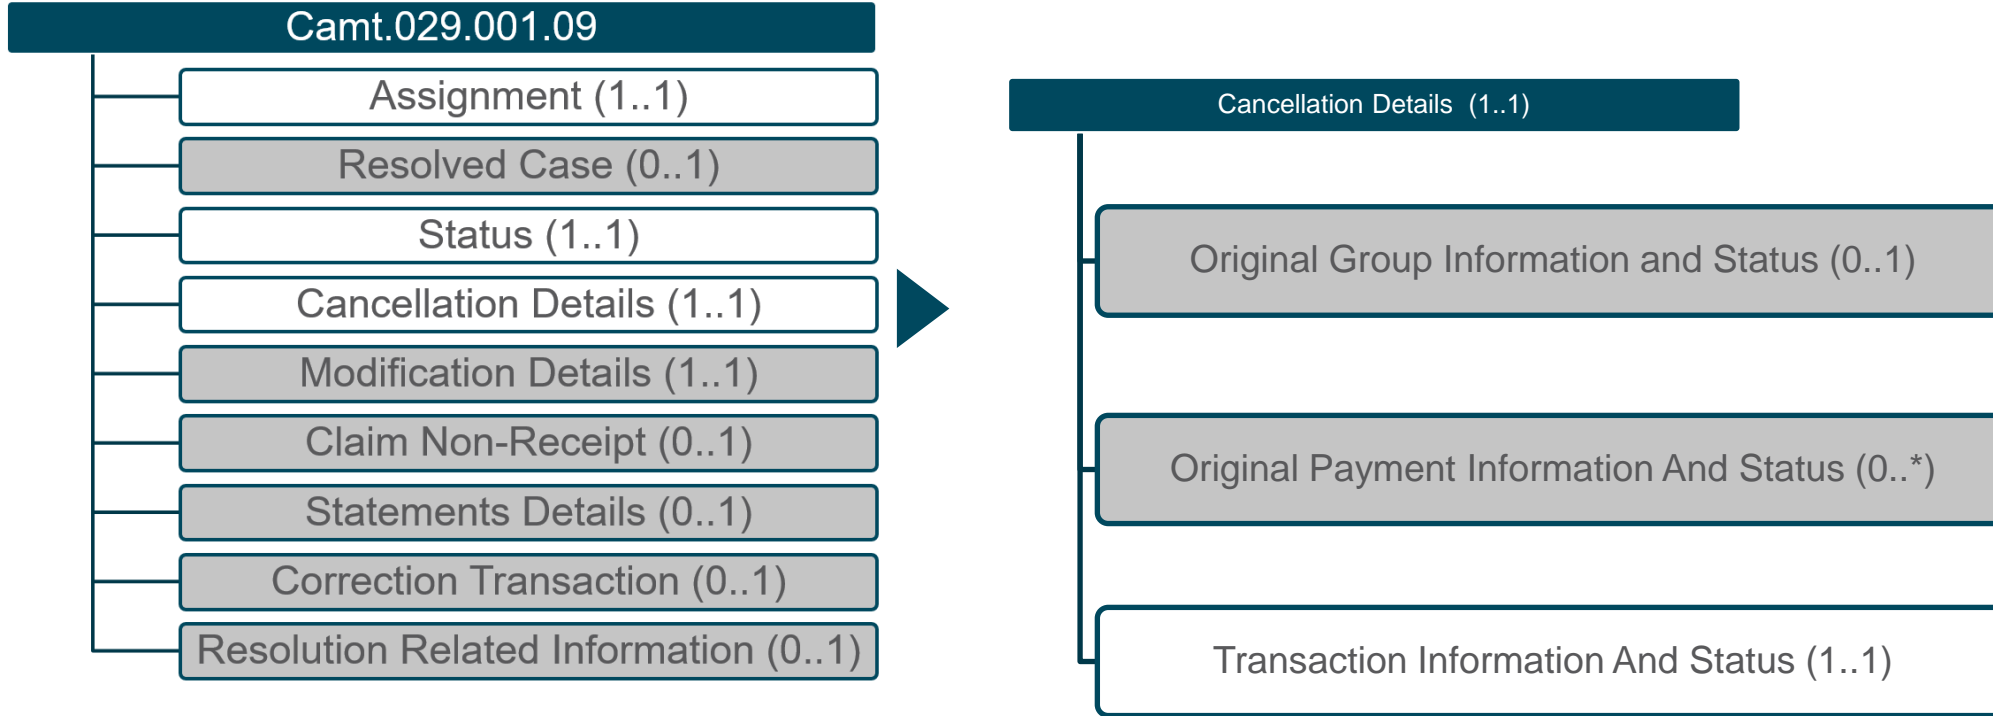 Camt.029.001.09
Assignment (1..1)
Resolved Case (0..1)
Status (1..1)
Cancellation Details (1..1)
Modification Details (1..1)
Claim Non-Receipt (0..1)
Statements Details (0..1)
Correction Transaction (0..1)
Resolution Related Information (0..1)
Cancellation Details (1..1)
Original Group Information and Status (0..1)
Original Payment Information And Status (0..*)
Transaction Information And Status (1..1)